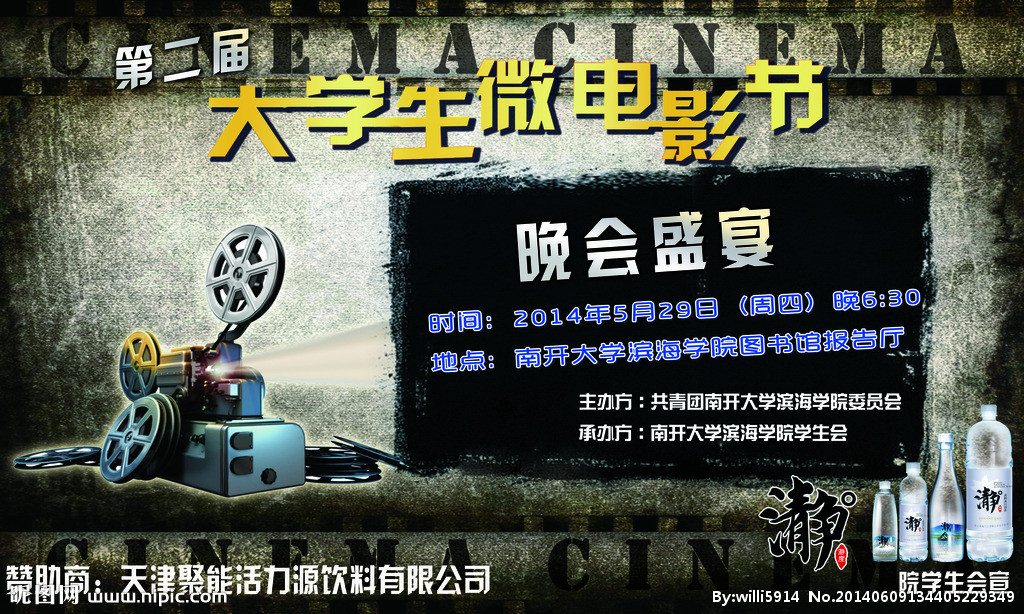 CINEMA CINEMA
第二届
大学生微电影节
晚会盛宴
时间：2014年5月29日（周四）晚6:30
地点：南开大学滨海学院图书馆报告厅
主办方：共青团南开大学滨海学院委员会
承办方：南开大学滨海学院学生会
瀞
CINEMA CINEMA
赞助商：天津聚能活力源饮料有限公司
院学生会宣
昵图网 www.nipic.com
By:willi5914 No.20140609134405229349